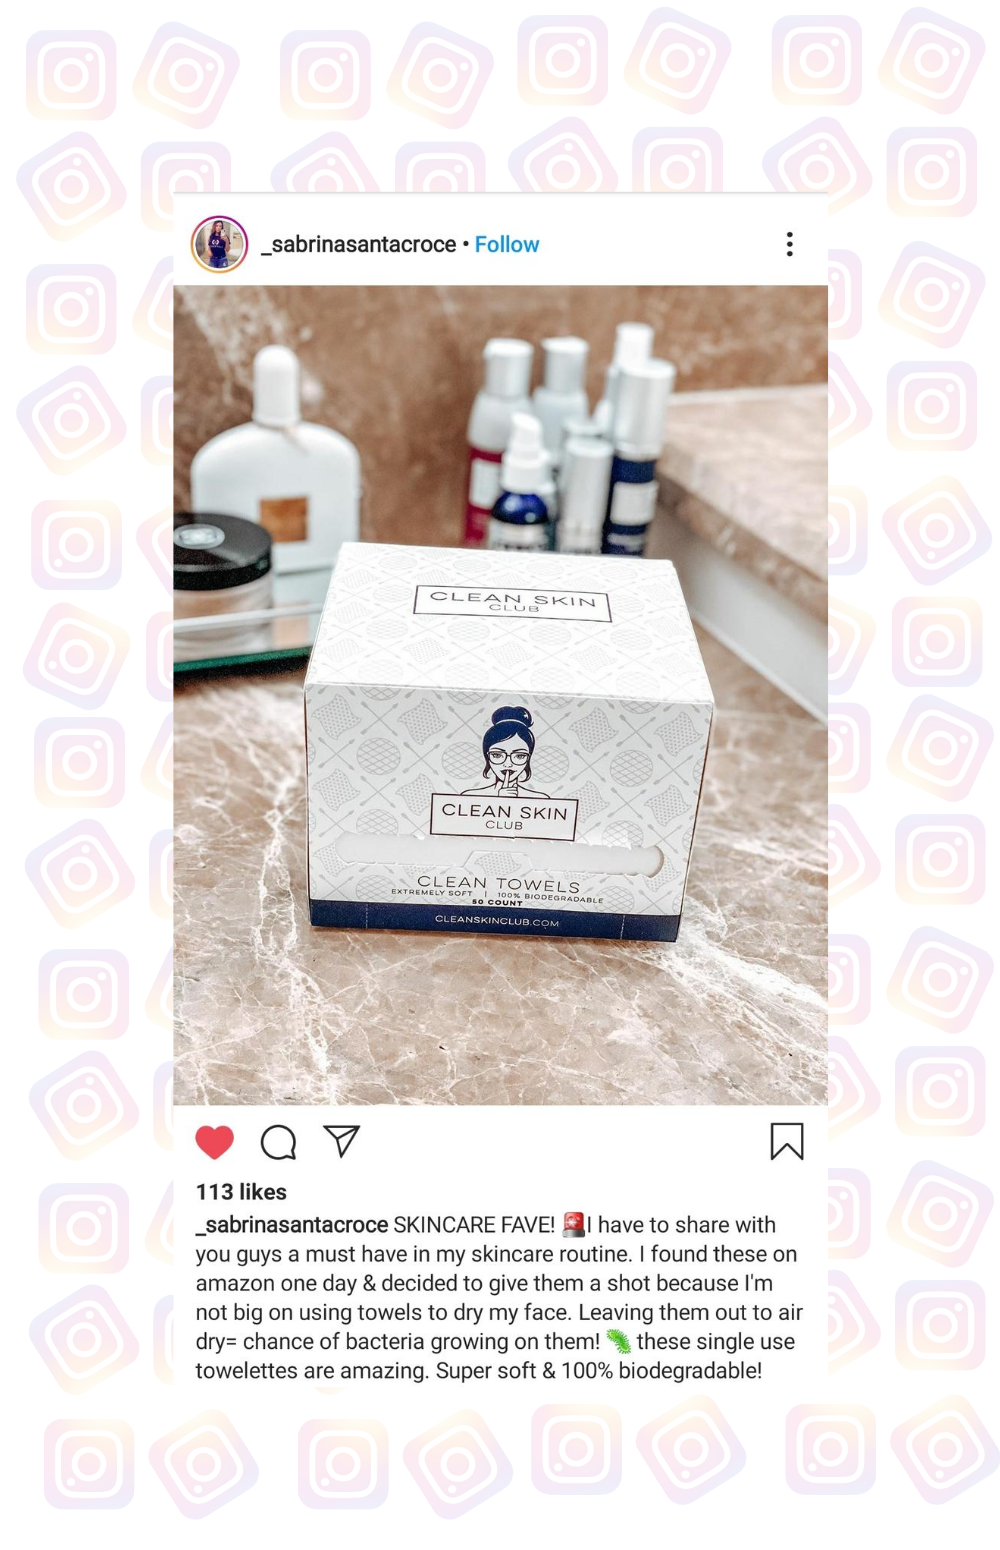 _sabrinasantacroce • Follow
CLEAN SKIN
CLUB
CLEAN SKIN
CLUB
CLEAN TOWELS
EXTREMELY SOFT | 100% BIODEGRADABLE
50 COUNT
CLEANSKINCLUB.COM
113 likes
_sabrinasantacroce SKINCARE FAVE! 🚨I have to share with
you guys a must have in my skincare routine. I found these on
amazon one day & decided to give them a shot because I'm
not big on using towels to dry my face. Leaving them out to air
dry= chance of bacteria growing on them! 🦠 these single use
towelettes are amazing. Super soft & 100% biodegradable!